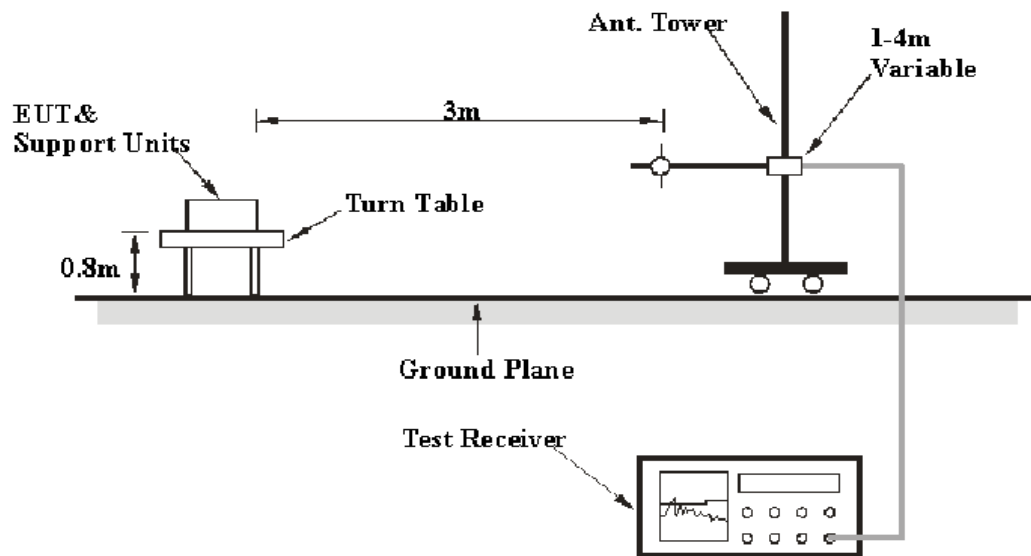 Ant. Tower
1-4m
Variable
EUT&
Support Units
3m
Turn Table
0.8m
Ground Plane
Test Receiver